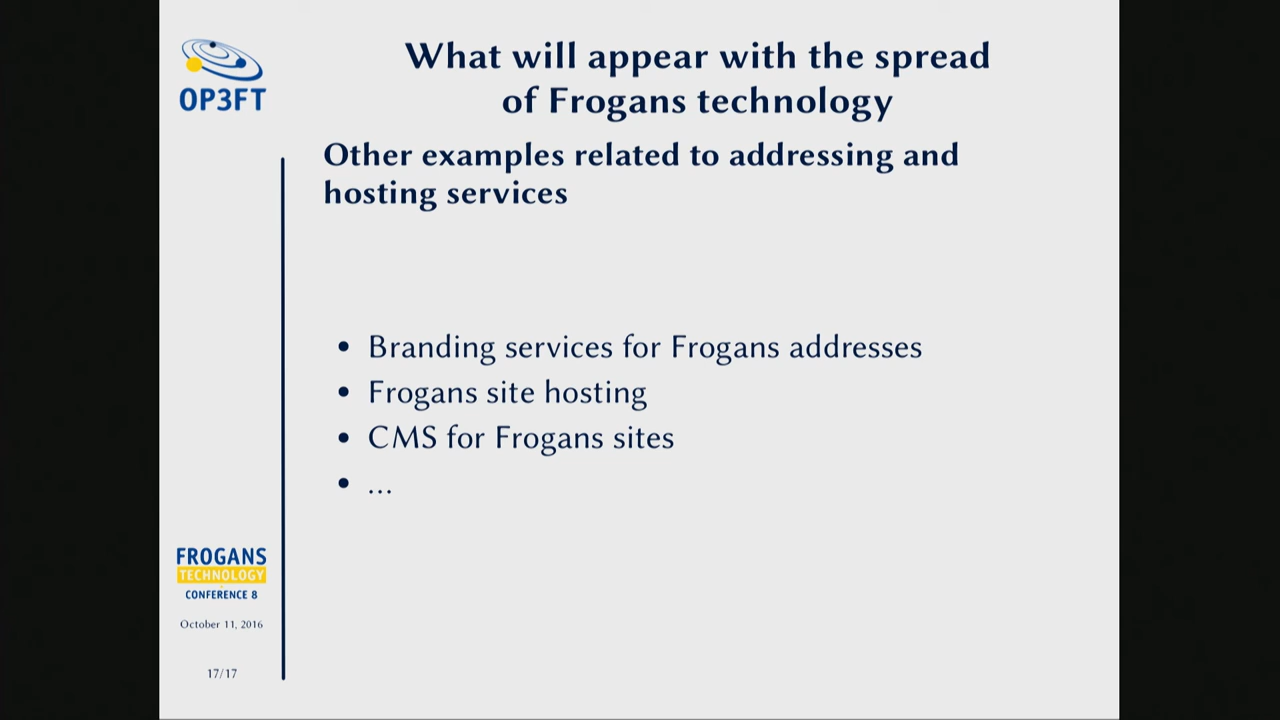 OP3FT
What will appear with the spread
of Frogans technology
Other examples related to addressing and
hosting services
• Branding services for Frogans addresses
• Frogans site hosting
• CMS for Frogans sites
• ...
FROGANS
TECHNOLOGY
CONFERENCE 8
October 11, 2016
17/17